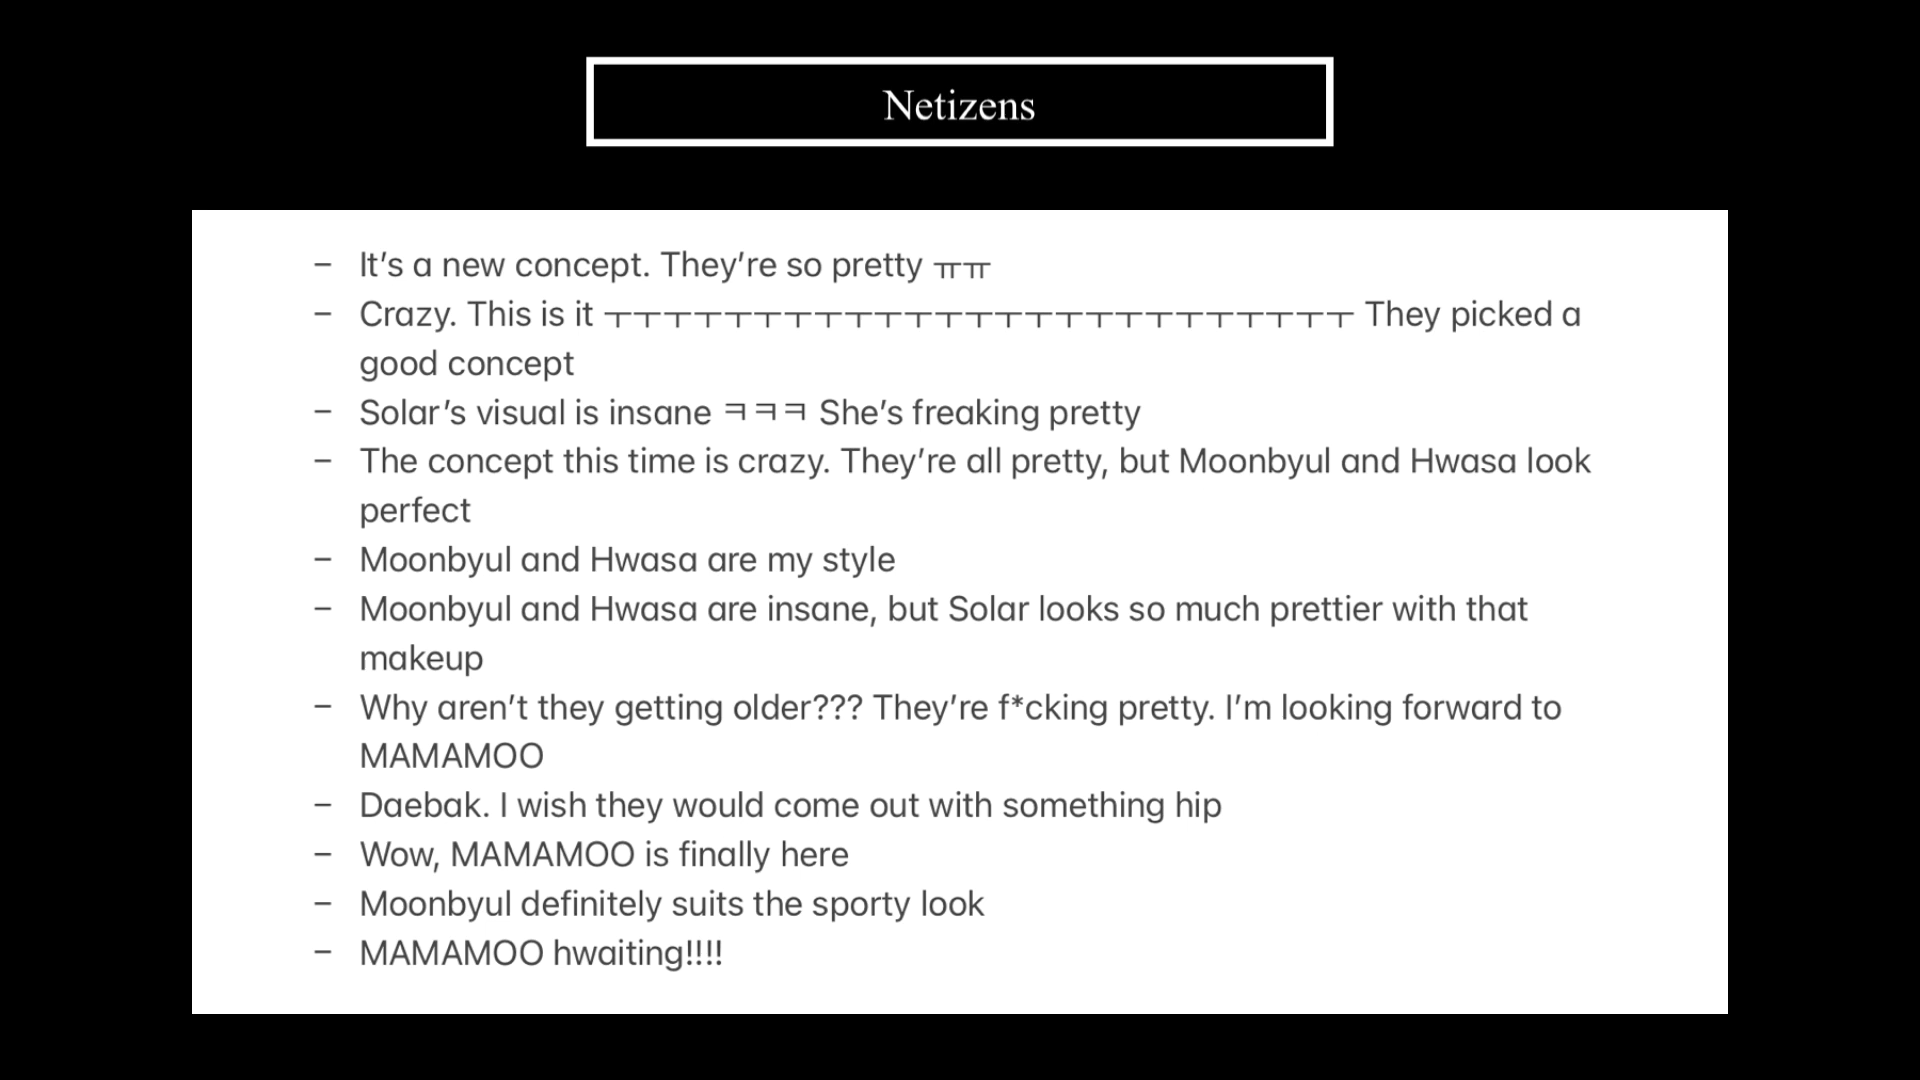 Netizens
– It’s a new concept. They’re so pretty ㅠㅠ
– Crazy. This is it ㅜㅜㅜㅜㅜㅜㅜㅜㅜㅜㅜㅜㅜㅜㅜㅜㅜㅜㅜㅜㅜㅜㅜㅜㅜ They picked a
good concept
– Solar’s visual is insane ㅋㅋㅋ She’s freaking pretty
– The concept this time is crazy. They’re all pretty, but Moonbyul and Hwasa look
perfect
– Moonbyul and Hwasa are my style
– Moonbyul and Hwasa are insane, but Solar looks so much prettier with that
makeup
– Why aren’t they getting older??? They’re f*cking pretty. I’m looking forward to
MAMAMOO
– Daebak. I wish they would come out with something hip
– Wow, MAMAMOO is finally here
– Moonbyul definitely suits the sporty look
– MAMAMOO hwaiting!!!!